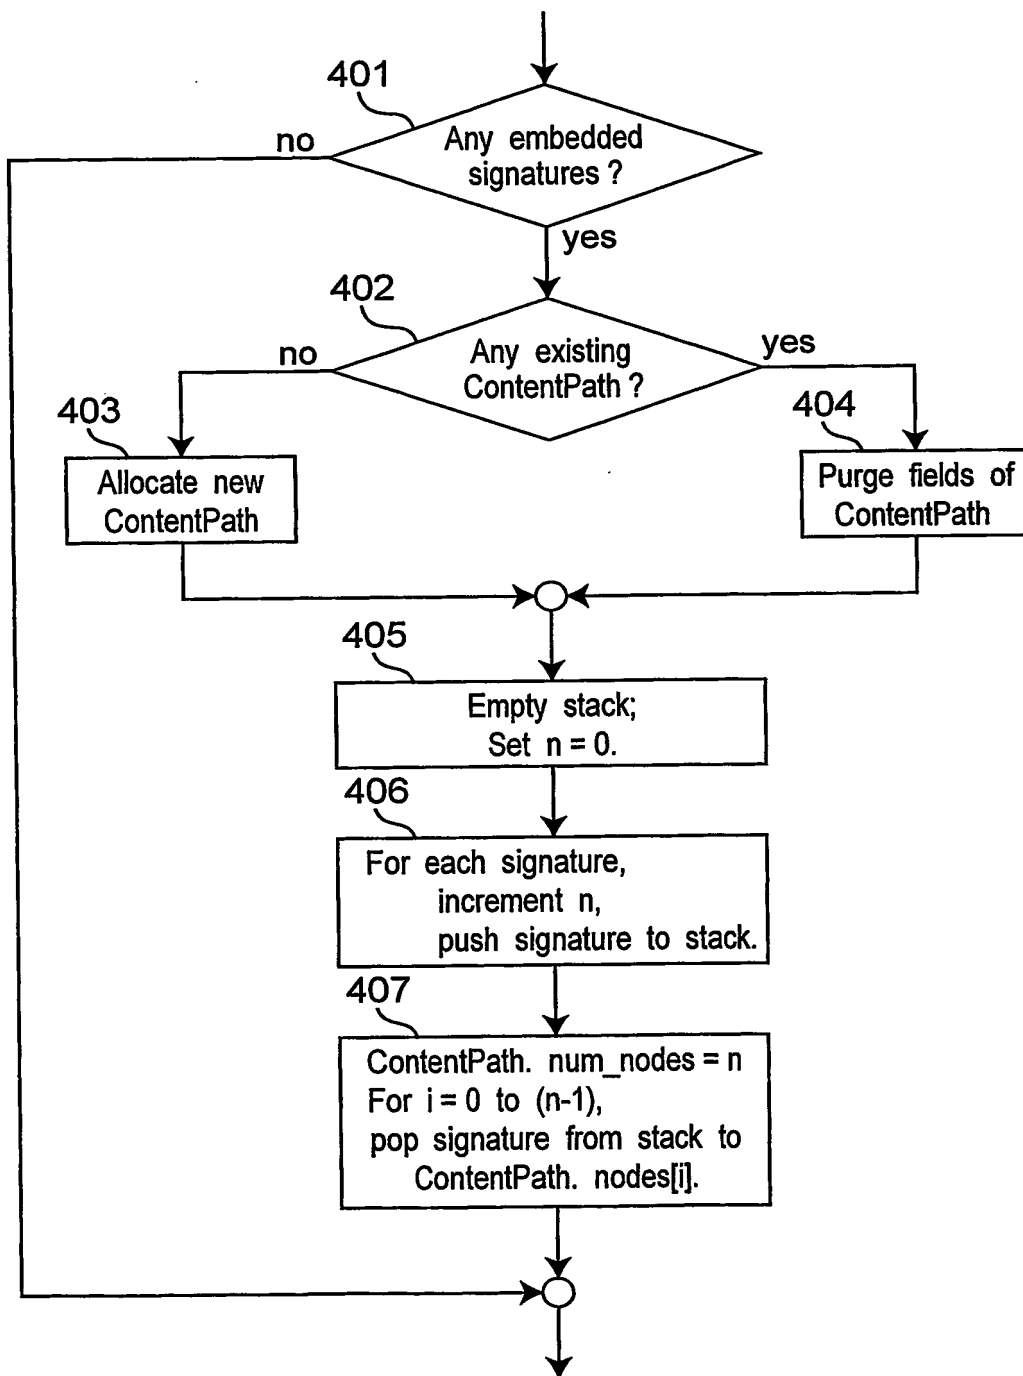 401
Any embedded
signatures ?
no
yes
402
Any existing
ContentPath ?
no
yes
403
Allocate new
ContentPath
404
Purge fields of
ContentPath
405
Empty stack;
Set n = 0.
406
For each signature,
increment n,
push signature to stack.
407
ContentPath. num_nodes = n
For i = 0 to (n-1),
pop signature from stack to
ContentPath. nodes[i].